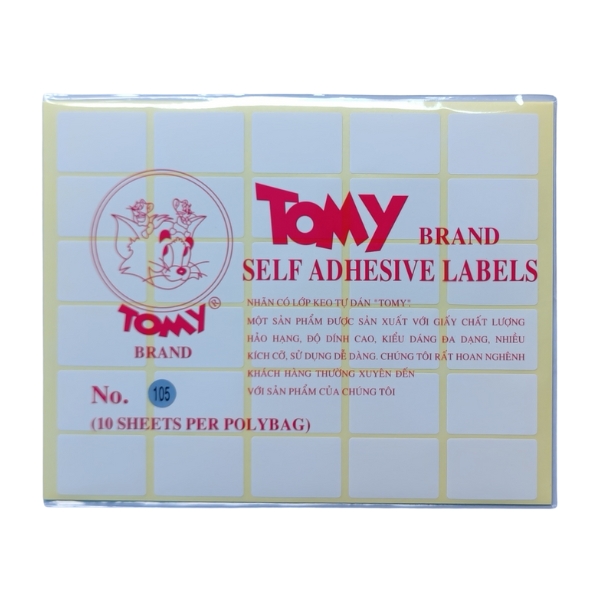 TOMY BRAND
SELF ADHESIVE LABELS
NHÃN CÓ LỚP KEO TỰ DÁN "TOMY".
MỘT SẢN PHẨM ĐƯỢC SẢN XUẤT VỚI GIẤY CHẤT LƯỢNG
HẢO HẠNG, ĐỘ DÍNH CAO, KIỂU DÁNG ĐA DẠNG, NHIỀU
KÍCH CỠ, SỬ DỤNG DỄ DÀNG. CHÚNG TÔI RẤT HOAN NGHÊNH
KHÁCH HÀNG THƯỜNG XUYÊN ĐẾN
VỚI SẢN PHẨM CỦA CHÚNG TÔI
TOMY®
BRAND
No. 105
(10 SHEETS PER POLYBAG)